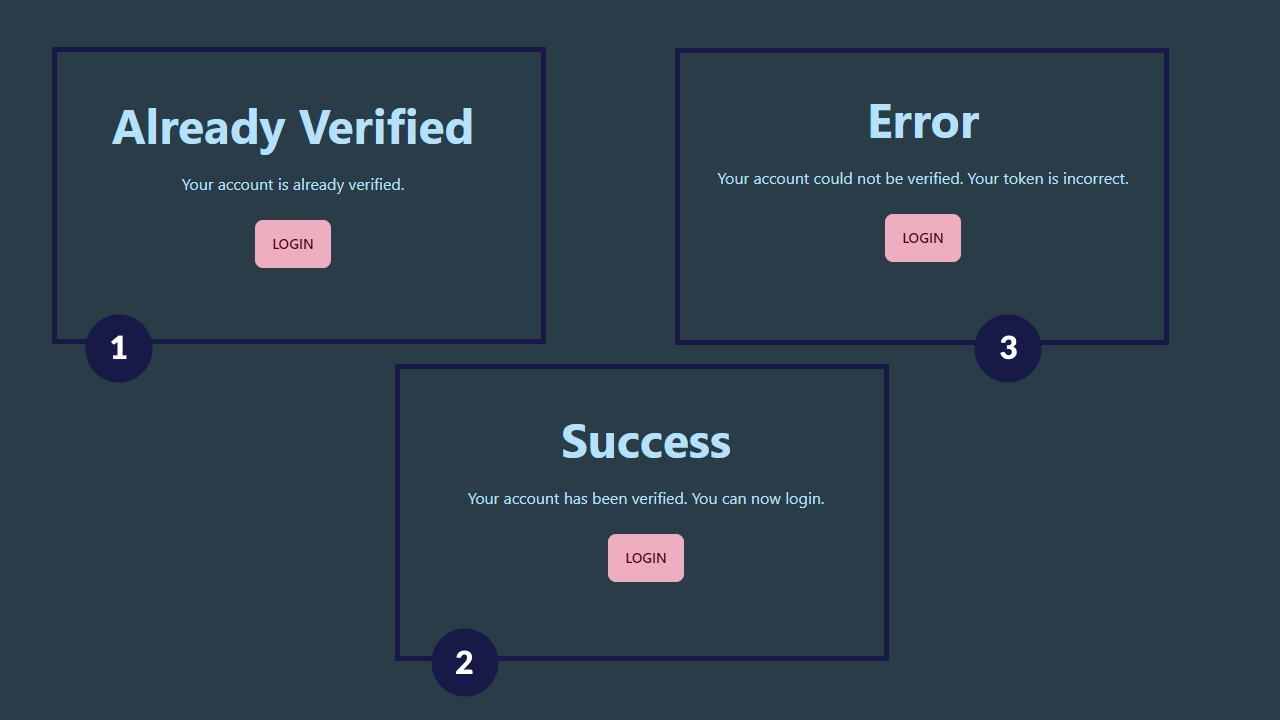 Already Verified
Your account is already verified.
LOGIN
1
Error
Your account could not be verified. Your token is incorrect.
LOGIN
3
Success
Your account has been verified. You can now login.
LOGIN
2